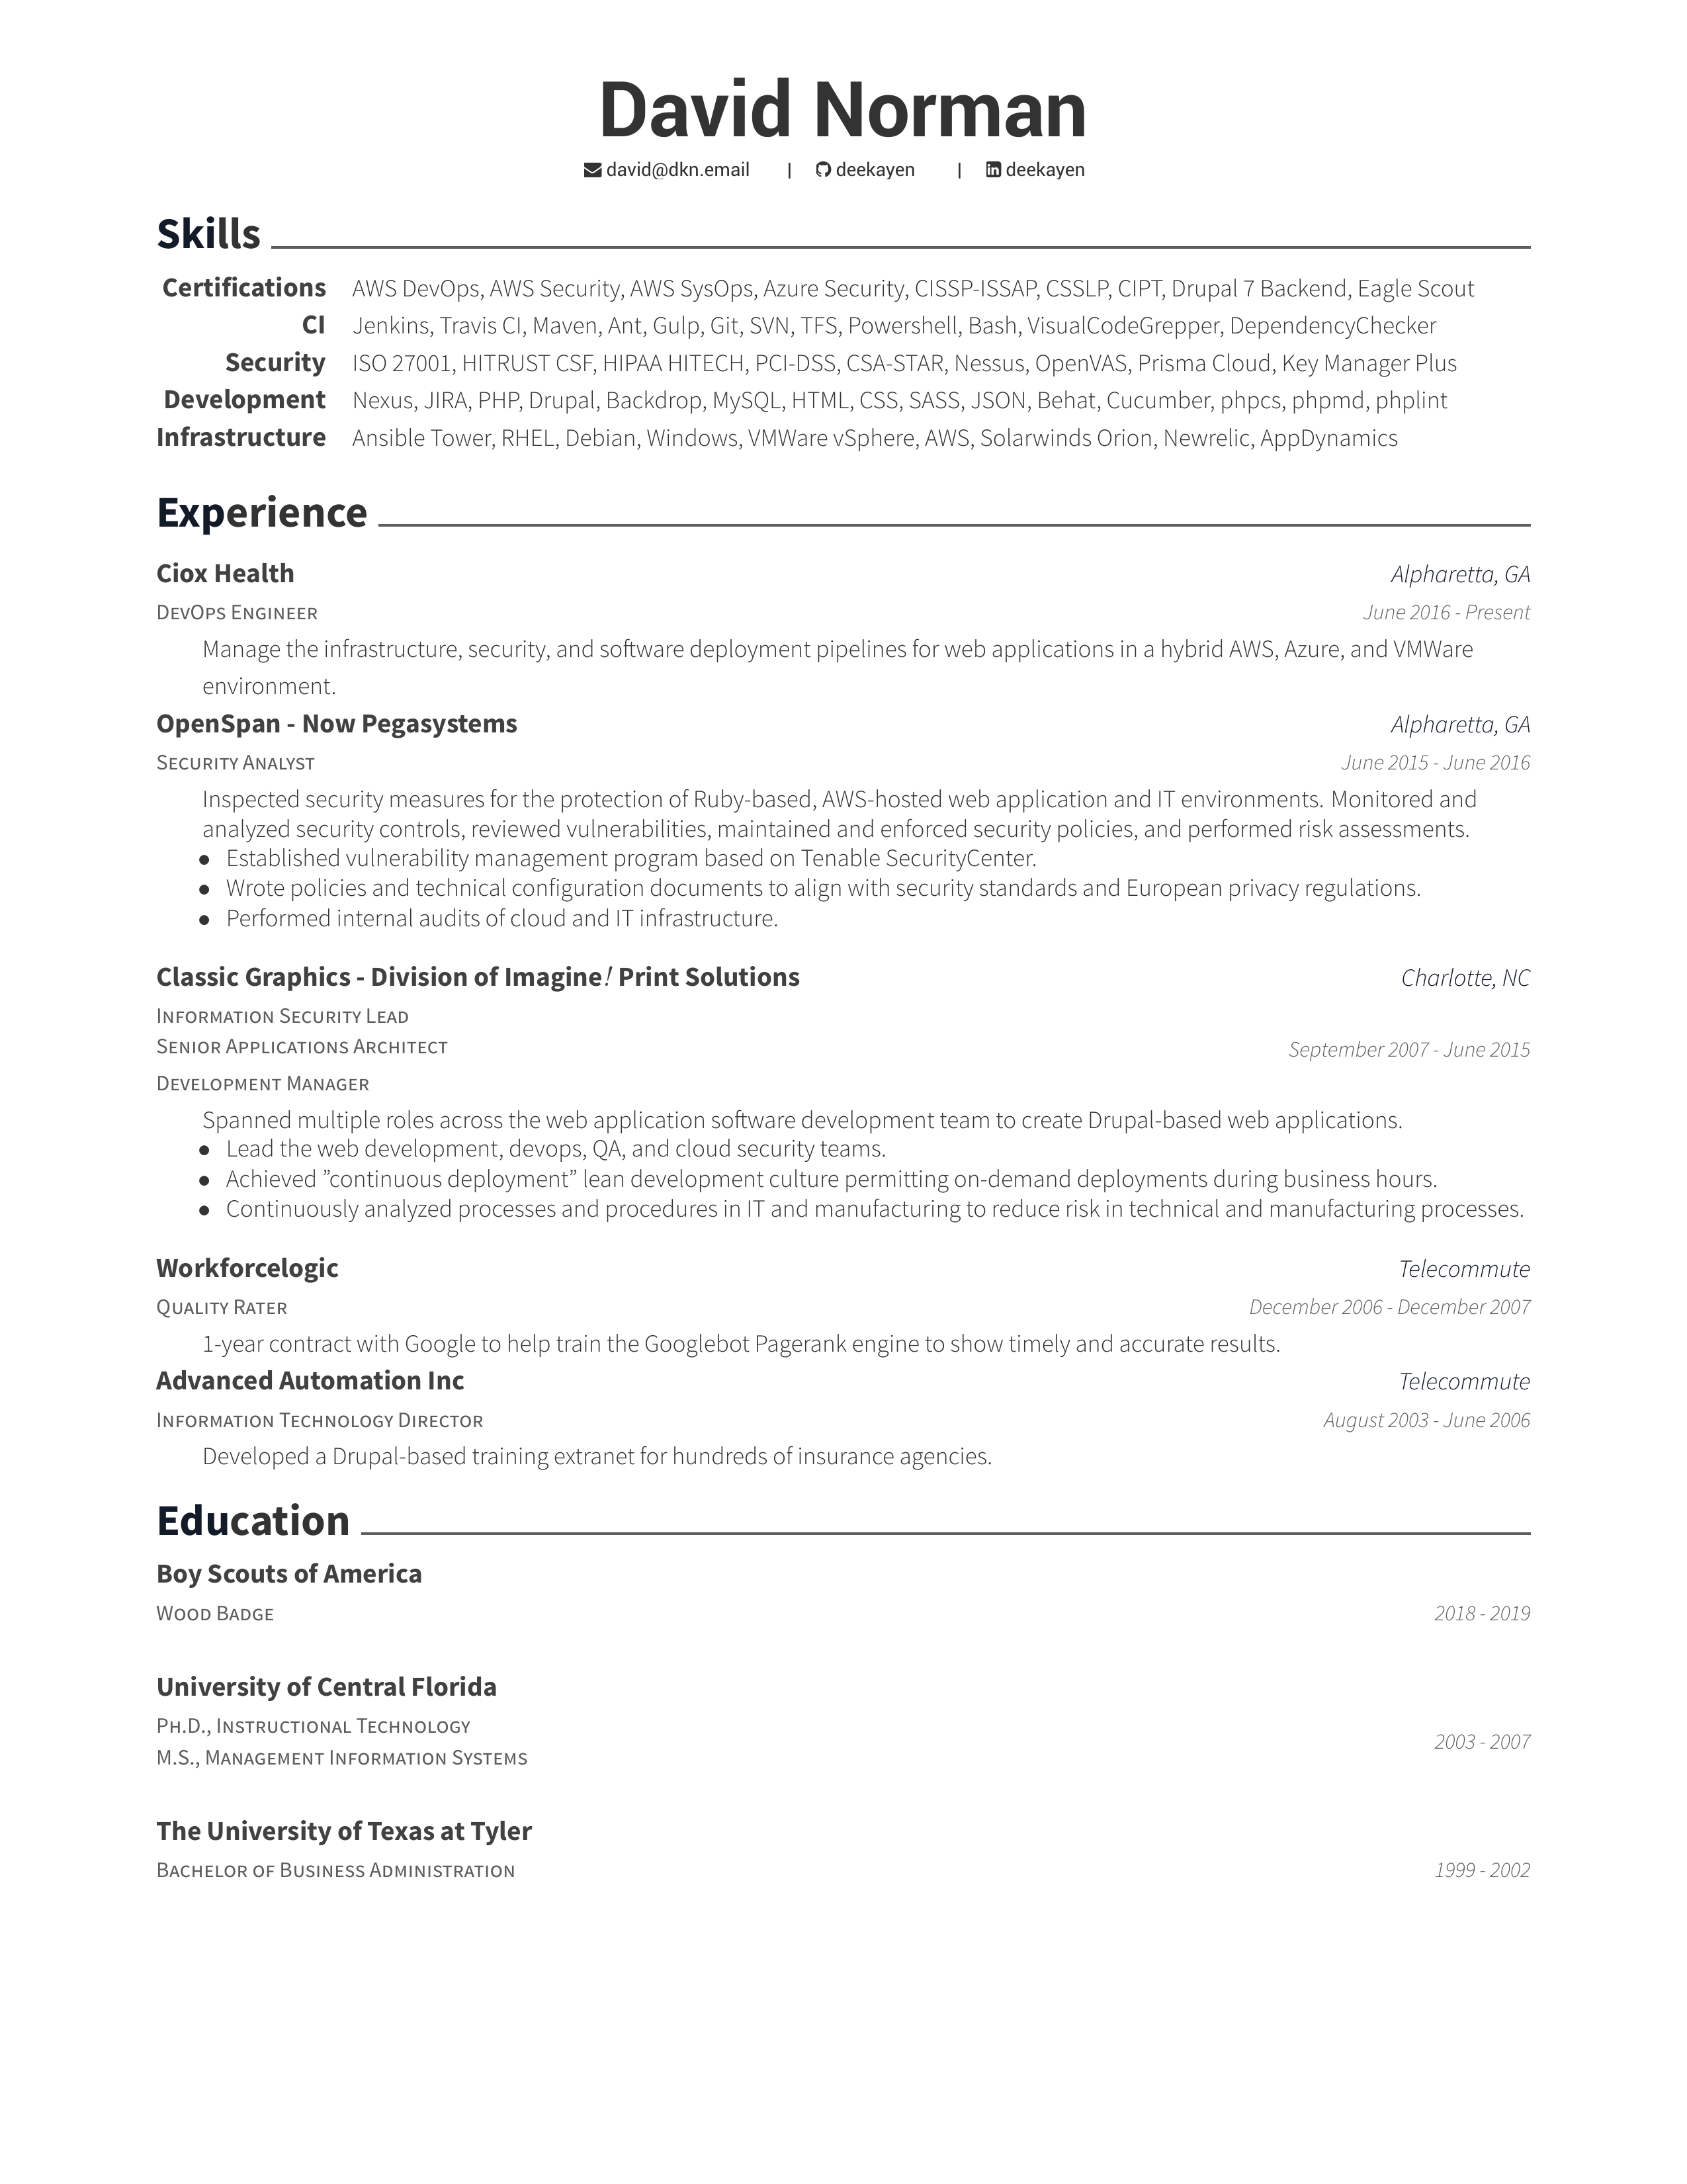 David Norman
david@dkn.email | deekayen | deekayen
Skills
Certifications AWS DevOps, AWS Security, AWS SysOps, Azure Security, CISSP-ISSAP, CSSLP, CIPT, Drupal 7 Backend, Eagle Scout
CI Jenkins, Travis CI, Maven, Ant, Gulp, Git, SVN, TFS, Powershell, Bash, VisualCodeGrepper, DependencyChecker
Security ISO 27001, HITRUST CSF, HIPAA HITECH, PCI-DSS, CSA-STAR, Nessus, OpenVAS, Prisma Cloud, Key Manager Plus
Development Nexus, JIRA, PHP, Drupal, Backdrop, MySQL, HTML, CSS, SASS, JSON, Behat, Cucumber, phpcs, phpmd, phplint
Infrastructure Ansible Tower, RHEL, Debian, Windows, VMWare vSphere, AWS, Solarwinds Orion, Newrelic, AppDynamics
Experience
Ciox Health Alpharetta, GA
DevOps Engineer June 2016 - Present
Manage the infrastructure, security, and software deployment pipelines for web applications in a hybrid AWS, Azure, and VMWare
environment.
OpenSpan - Now Pegasystems Alpharetta, GA
Security Analyst June 2015 - June 2016
Inspected security measures for the protection of Ruby-based, AWS-hosted web application and IT environments. Monitored and
analyzed security controls, reviewed vulnerabilities, maintained and enforced security policies, and performed risk assessments.
● Established vulnerability management program based on Tenable SecurityCenter.
● Wrote policies and technical configuration documents to align with security standards and European privacy regulations.
● Performed internal audits of cloud and IT infrastructure.
Classic Graphics - Division of Imagine! Print Solutions Charlotte, NC
Information Security Lead
Senior Applications Architect September 2007 - June 2015
Development Manager
Spanned multiple roles across the web application software development team to create Drupal-based web applications.
● Lead the web development, devops, QA, and cloud security teams.
● Achieved ”continuous deployment” lean development culture permitting on-demand deployments during business hours.
● Continuously analyzed processes and procedures in IT and manufacturing to reduce risk in technical and manufacturing processes.
Workforcelogic Telecommute
Quality Rater December 2006 - December 2007
1-year contract with Google to help train the Googlebot Pagerank engine to show timely and accurate results.
Advanced Automation Inc Telecommute
Information Technology Director August 2003 - June 2006
Developed a Drupal-based training extranet for hundreds of insurance agencies.
Education
Boy Scouts of America
Wood Badge 2018 - 2019
University of Central Florida
Ph.D., Instructional Technology
2003 - 2007
M.S., Management Information Systems
The University of Texas at Tyler
Bachelor of Business Administration 1999 - 2002